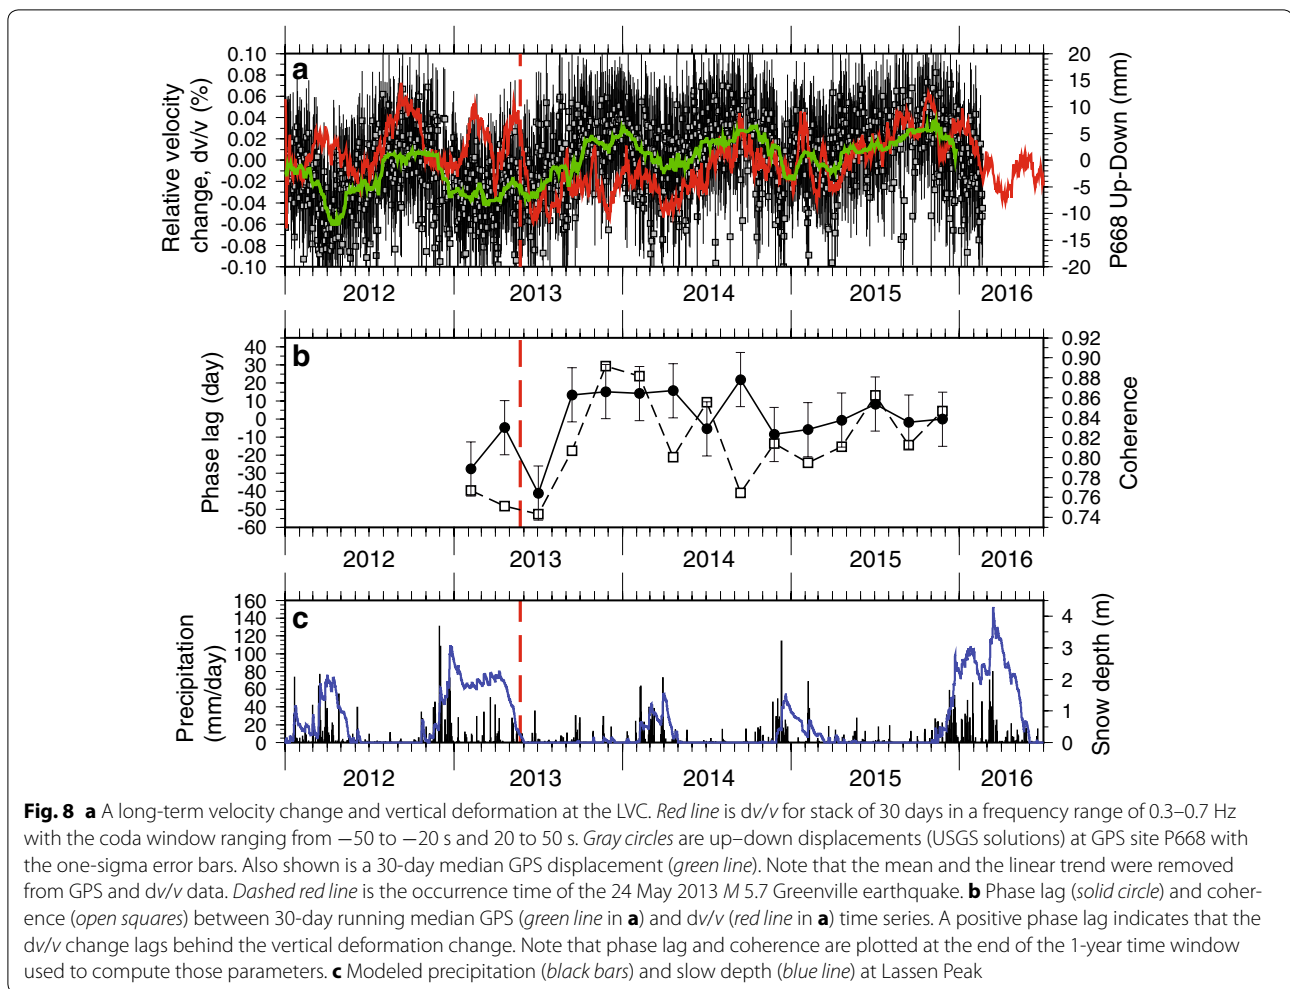 a
0.10
0.08
0.06
0.04
0.02
0.00
-0.02
-0.04
-0.06
-0.08
-0.10
Relative velocity
change, dv/v (%)
20
15
10
5
0
-5
-10
-15
-20
P668 Up-Down (mm)
2012 2013 2014 2015 2016
b
40
30
20
10
0
-10
-20
-30
-40
-50
-60
Phase lag (day)
0.92
0.90
0.88
0.86
0.84
0.82
0.80
0.78
0.76
0.74
Coherence
2012 2013 2014 2015 2016
c
160
140
120
100
80
60
40
20
0
Precipitation
(mm/day)
4
3
2
1
0
Snow depth (m)
2012 2013 2014 2015 2016
Fig. 8 a A long-term velocity change and vertical deformation at the LVC. Red line is dv/v for stack of 30 days in a frequency range of 0.3–0.7 Hz
with the coda window ranging from −50 to −20 s and 20 to 50 s. Gray circles are up–down displacements (USGS solutions) at GPS site P668 with
the one-sigma error bars. Also shown is a 30-day median GPS displacement (green line). Note that the mean and the linear trend were removed
from GPS and dv/v data. Dashed red line is the occurrence time of the 24 May 2013 M 5.7 Greenville earthquake. b Phase lag (solid circle) and coher-
ence (open squares) between 30-day running median GPS (green line in a) and dv/v (red line in a) time series. A positive phase lag indicates that the
dv/v change lags behind the vertical deformation change. Note that phase lag and coherence are plotted at the end of the 1-year time window
used to compute those parameters. c Modeled precipitation (black bars) and slow depth (blue line) at Lassen Peak